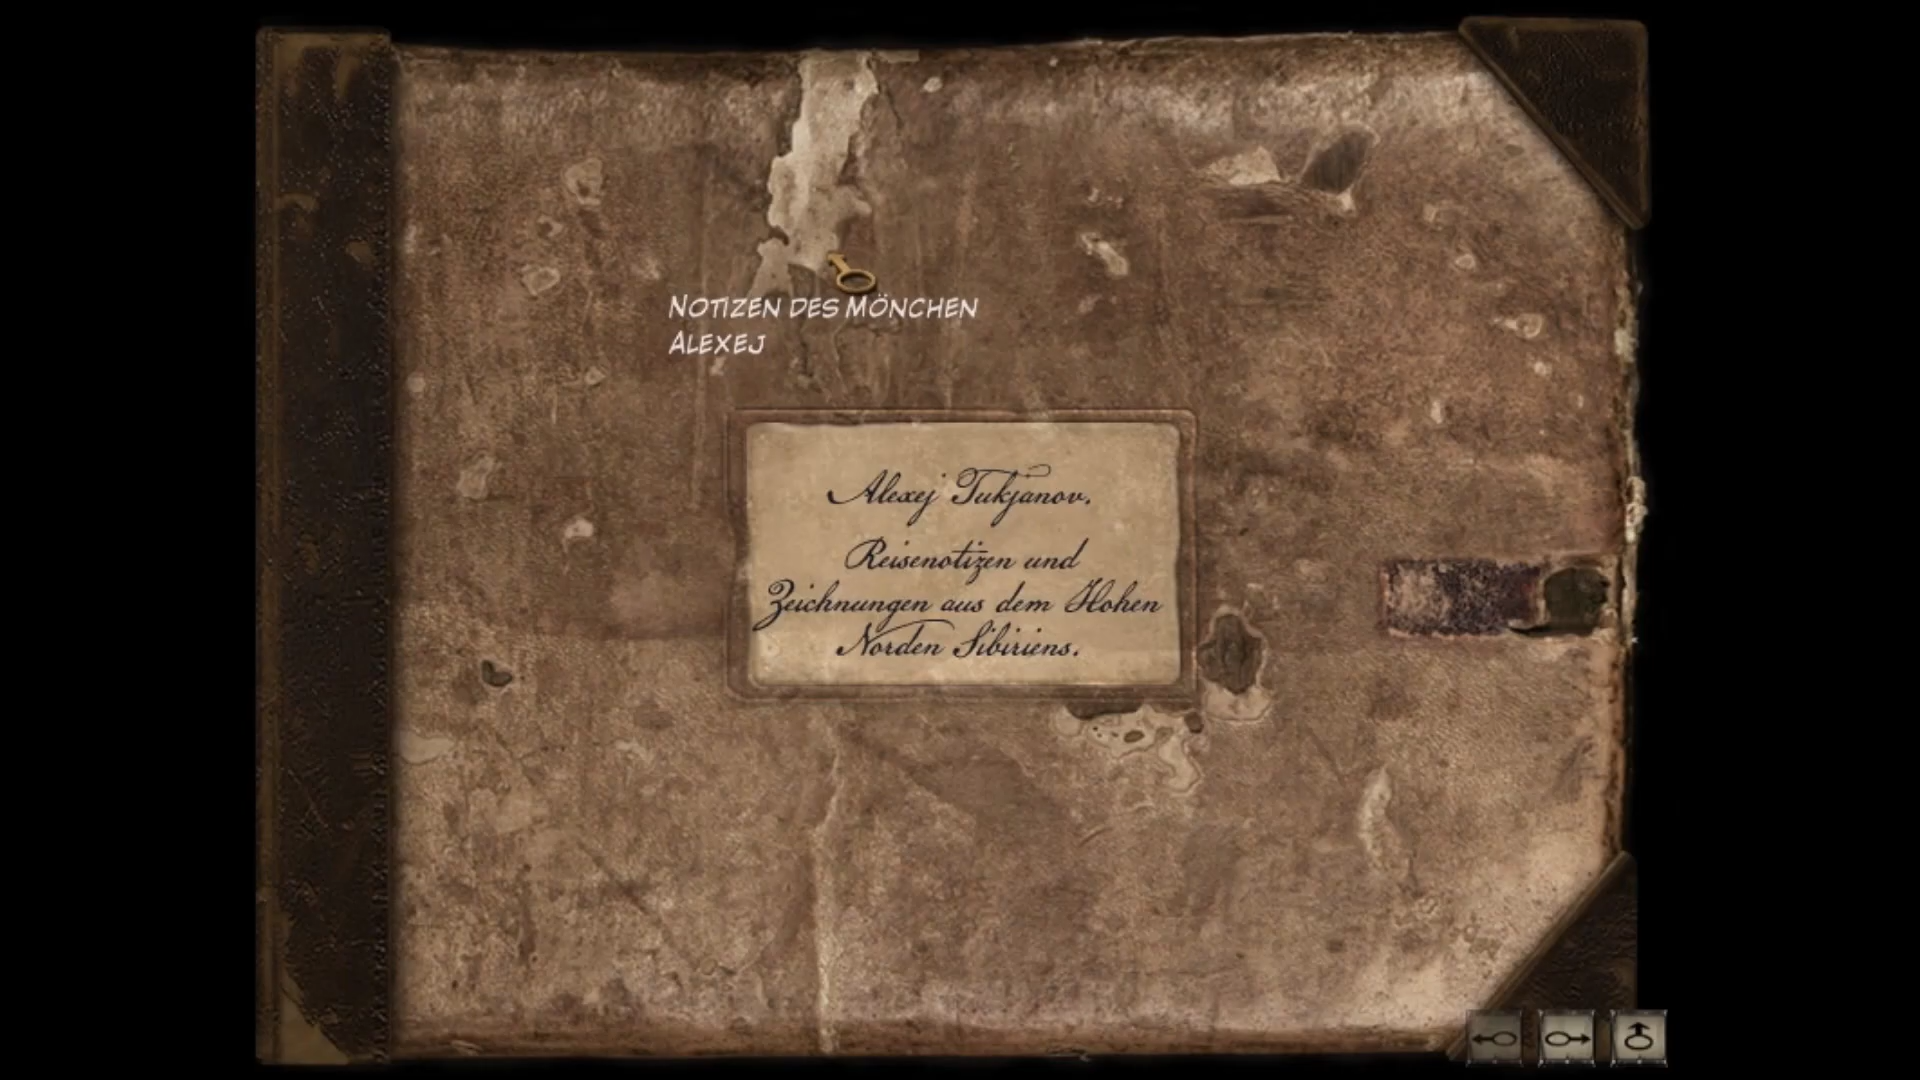 NOTIZEN DES MÖNCHEN
ALEXEJ
Alexej Tukjanov.
Reisenotizen und
Zeichnungen aus dem Hohen
Norden Sibiriens.